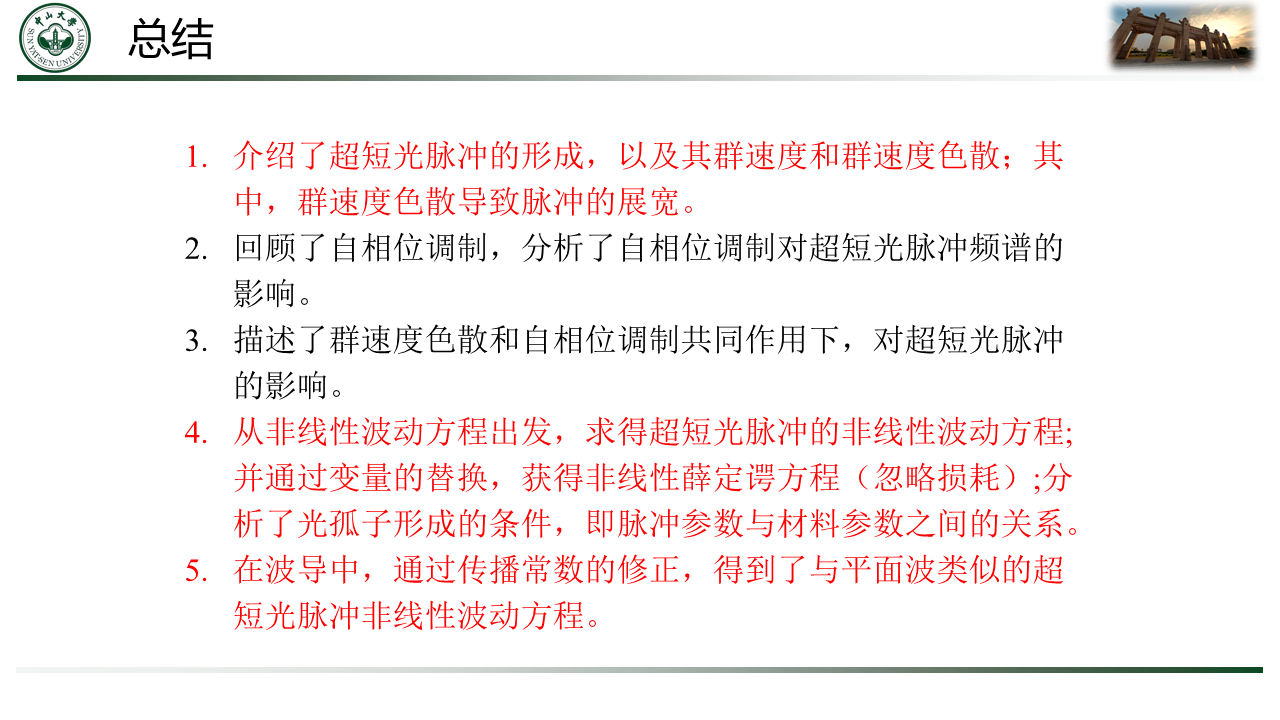 中山大学
SUN YAT-SEN UNIVERSITY
总结
1. 介绍了超短光脉冲的形成，以及其群速度和群速度色散；其
中，群速度色散导致脉冲的展宽。
2. 回顾了自相位调制，分析了自相位调制对超短光脉冲频谱的
影响。
3. 描述了群速度色散和自相位调制共同作用下，对超短光脉冲
的影响。
4. 从非线性波动方程出发，求得超短光脉冲的非线性波动方程;
并通过变量的替换，获得非线性薛定谔方程（忽略损耗）;分
析了光孤子形成的条件，即脉冲参数与材料参数之间的关系。
5. 在波导中，通过传播常数的修正，得到了与平面波类似的超
短光脉冲非线性波动方程。